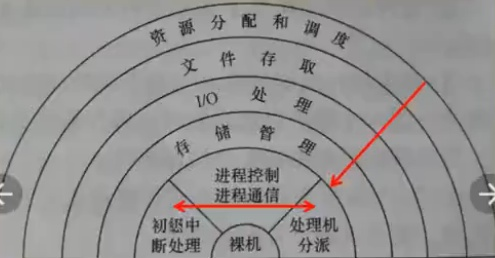 资源分配和调度
文件存取
I/O 处理
存储管理
进程控制
进程通信
初级中
断处理
裸机
处理机
分派